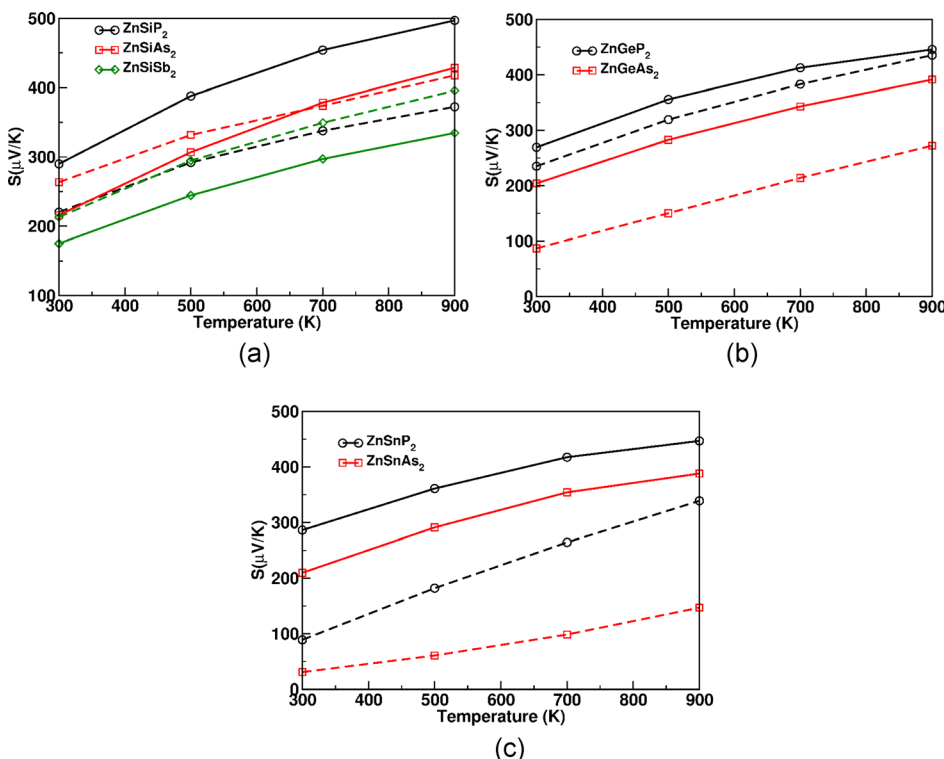 500
400
300
200
100
S(μV/K)
ZnSiP₂
ZnSiAs₂
ZnSiSb₂
300 400 500 600 700 800 900
Temperature (K)
(a)
500
400
300
200
100
0
S(μV/K)
ZnGeP₂
ZnGeAs₂
300 400 500 600 700 800 900
Temperature (K)
(b)
500
400
300
200
100
0
S(μV/K)
ZnSnP₂
ZnSnAs₂
300 400 500 600 700 800 900
Temperature (K)
(c)